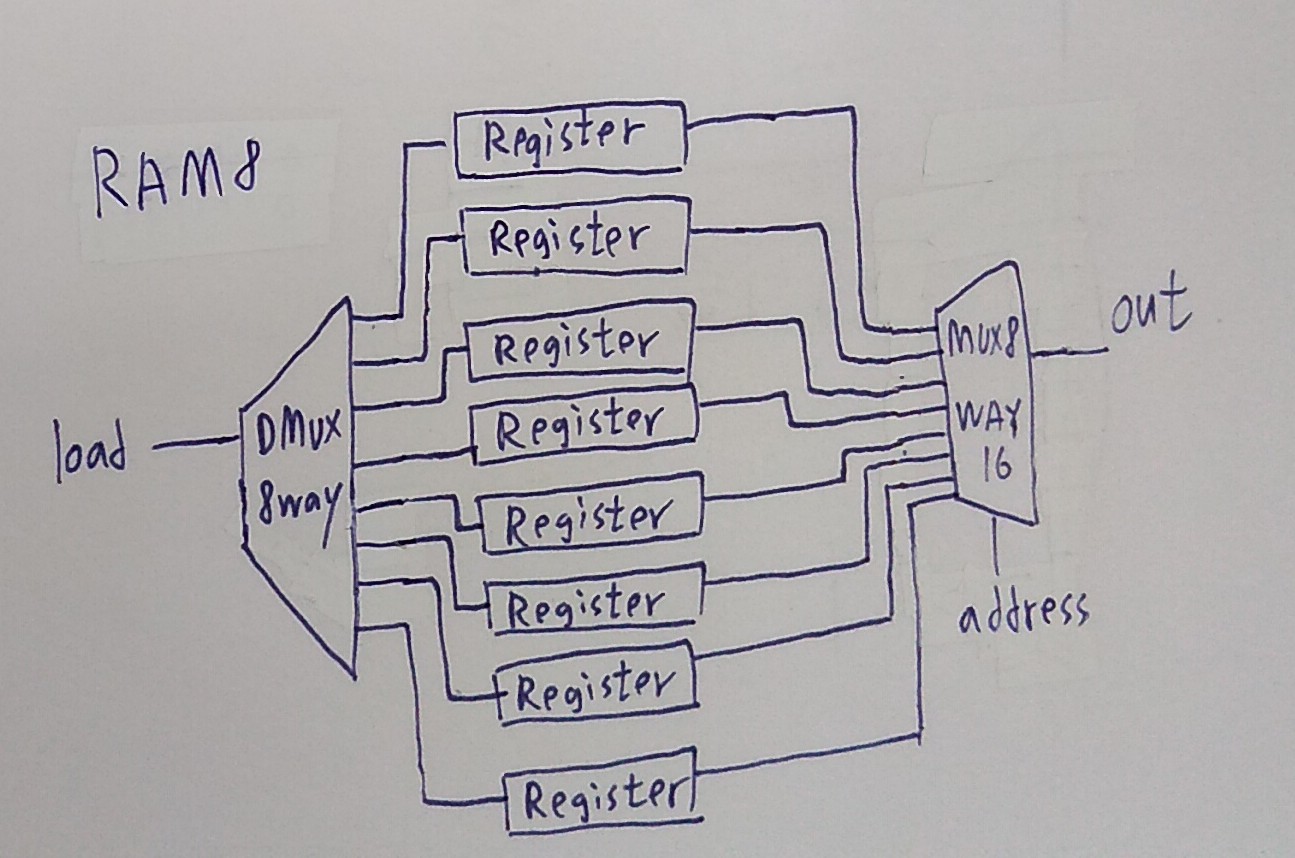 RAM8
Register
Register
Register
Register
Register
Register
Register
Register
load
DMux
8way
Mux8
WAY
16
out
address